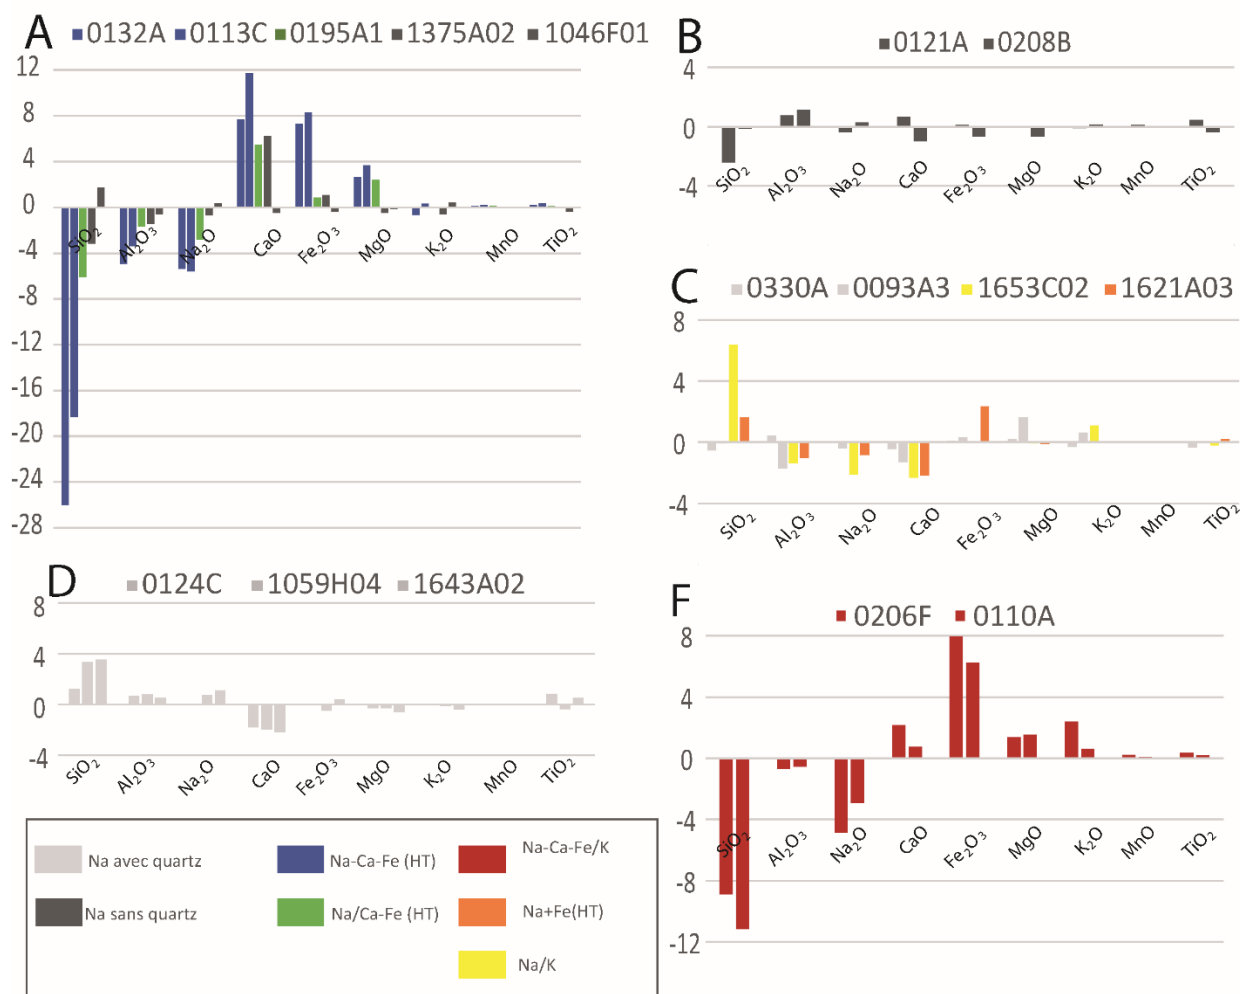 A
0132A 0113C 0195A1 1375A02 1046F01
12
8
4
0
-4
-8
-12
-16
-20
-24
-28
SiO₂ Al₂O₃ Na₂O CaO Fe₂O₃ MgO K₂O MnO TiO₂
B
0121A 0208B
4
0
-4
SiO₂ Al₂O₃ Na₂O CaO Fe₂O₃ MgO K₂O MnO TiO₂
C
0330A 0093A3 1653C02 1621A03
8
4
0
-4
SiO₂ Al₂O₃ Na₂O CaO Fe₂O₃ MgO K₂O MnO TiO₂
D
0124C 1059H04 1643A02
8
4
0
-4
SiO₂ Al₂O₃ Na₂O CaO Fe₂O₃ MgO K₂O MnO TiO₂
F
0206F 0110A
8
4
0
-4
-8
-12
SiO₂ Al₂O₃ Na₂O CaO Fe₂O₃ MgO K₂O MnO TiO₂
Na avec quartz Na-Ca-Fe (HT) Na-Ca-Fe/K
Na sans quartz Na/Ca-Fe (HT) Na+Fe(HT)
Na/K